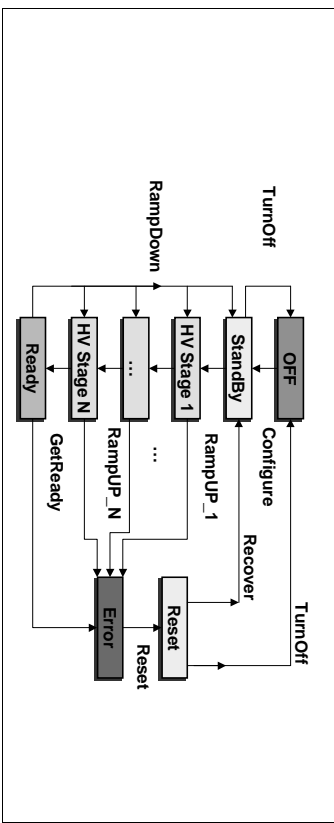 TurnOff
RampDown
OFF
StandBy
HV Stage 1
...
HV Stage N
Ready
Configure
RampUP_1
...
RampUP_N
GetReady
Recover
TurnOff
Reset
Reset
Error